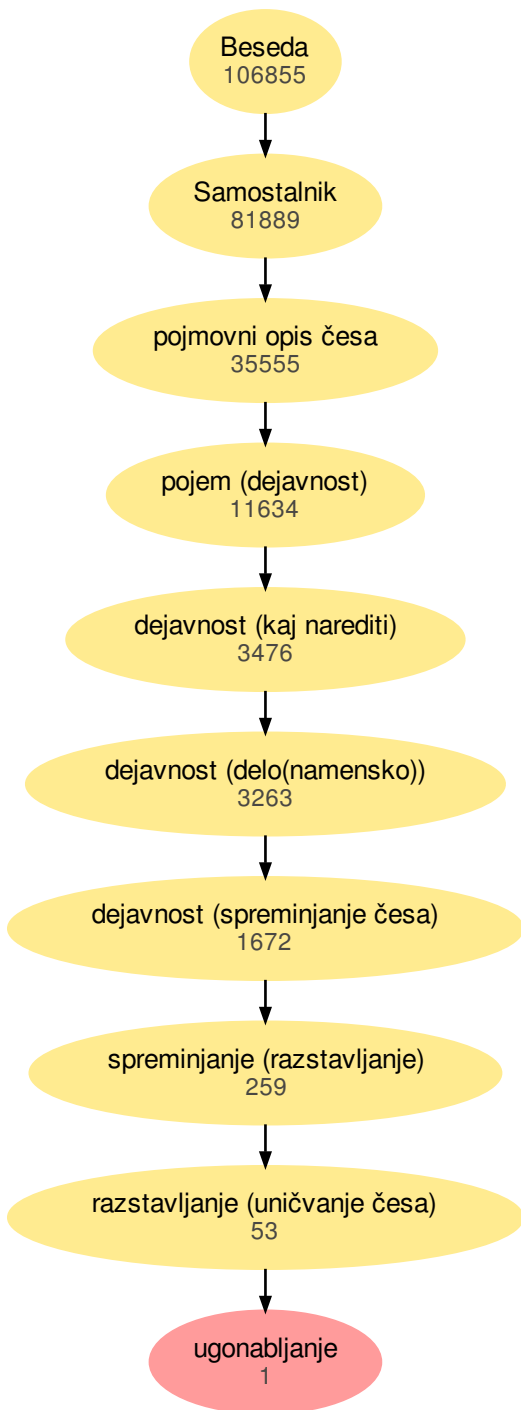 Beseda
106855
Samostalnik
81889
pojmovni opis česa
35555
pojem (dejavnost)
11634
dejavnost (kaj narediti)
3476
dejavnost (delo(namensko))
3263
dejavnost (spreminjanje česa)
1672
spreminjanje (razstavljanje)
259
razstavljanje (uničvanje česa)
53
ugonabljanje
1